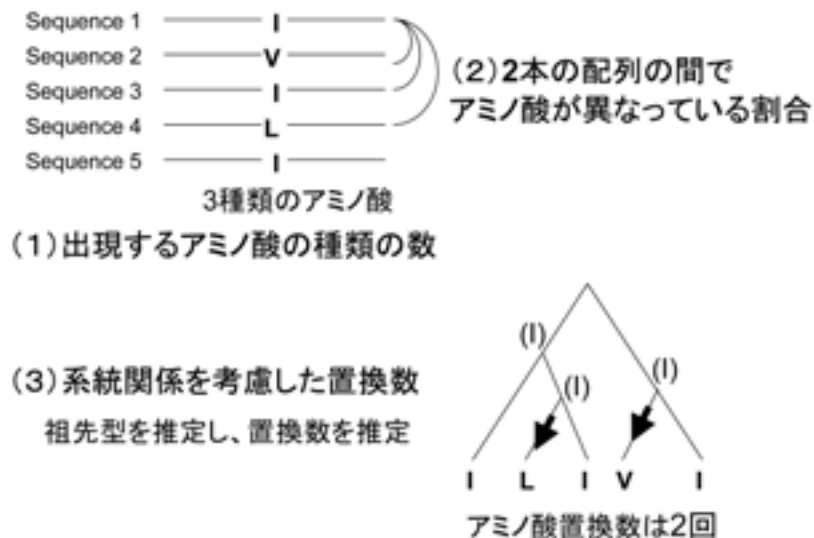 Sequence 1 I
Sequence 2 V
Sequence 3 I
Sequence 4 L
Sequence 5 I
3種類のアミノ酸
(2)2本の配列の間で
アミノ酸が異なっている割合
(1)出現するアミノ酸の種類の数
(3)系統関係を考慮した置換数
祖先型を推定し、置換数を推定
(I)
(I) (I)
I L I V I
アミノ酸置換数は2回